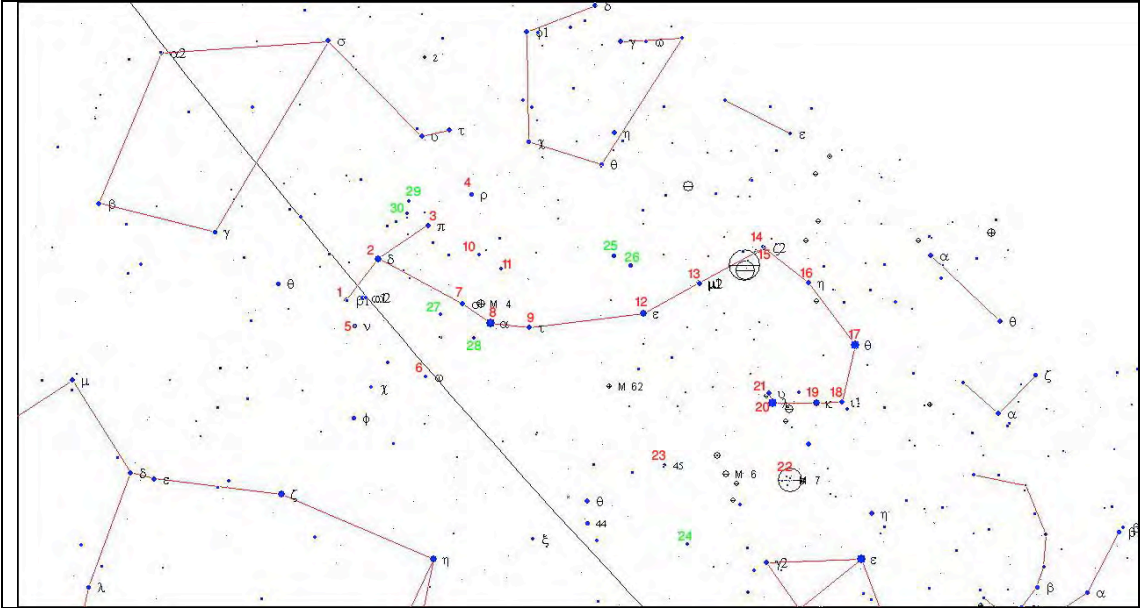 δ
φ1
γ ω
σ
α2
2
ε
η
υ τ
χ
θ
4
ρ
29
30
3
π
β
γ
2
δ
10
11
25
26
14
ζ2
15
α
13
μ2
16
η
θ
1
β1 ω2
7
σ M 4
12
ε
27
8
α
9
τ
5 ν
28
17
θ
θ
6
ω
μ
χ
M 62
ζ
21
υ
20
19
κ
18
ι1
α
φ
23
45
22
M 6
M 7
δ ε
ζ
θ
44
η
ξ
24
β
η
γ2
ε
λ
β
α